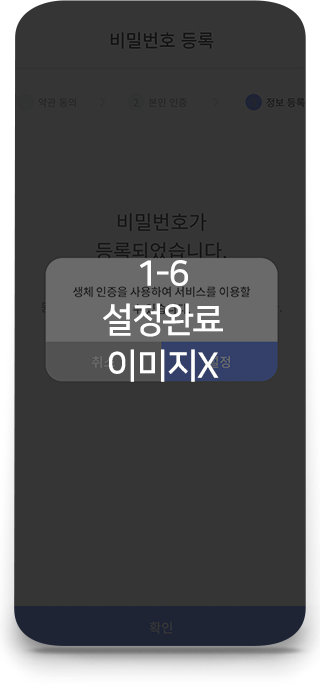 비밀번호 등록
약관 동의 > 2 본인 인증 > 정보 등록
비밀번호가
등록되었습니다.
1-6
생체 인증을 사용하여 서비스를 이용할
설정완료
취소 설정
이미지X
확인